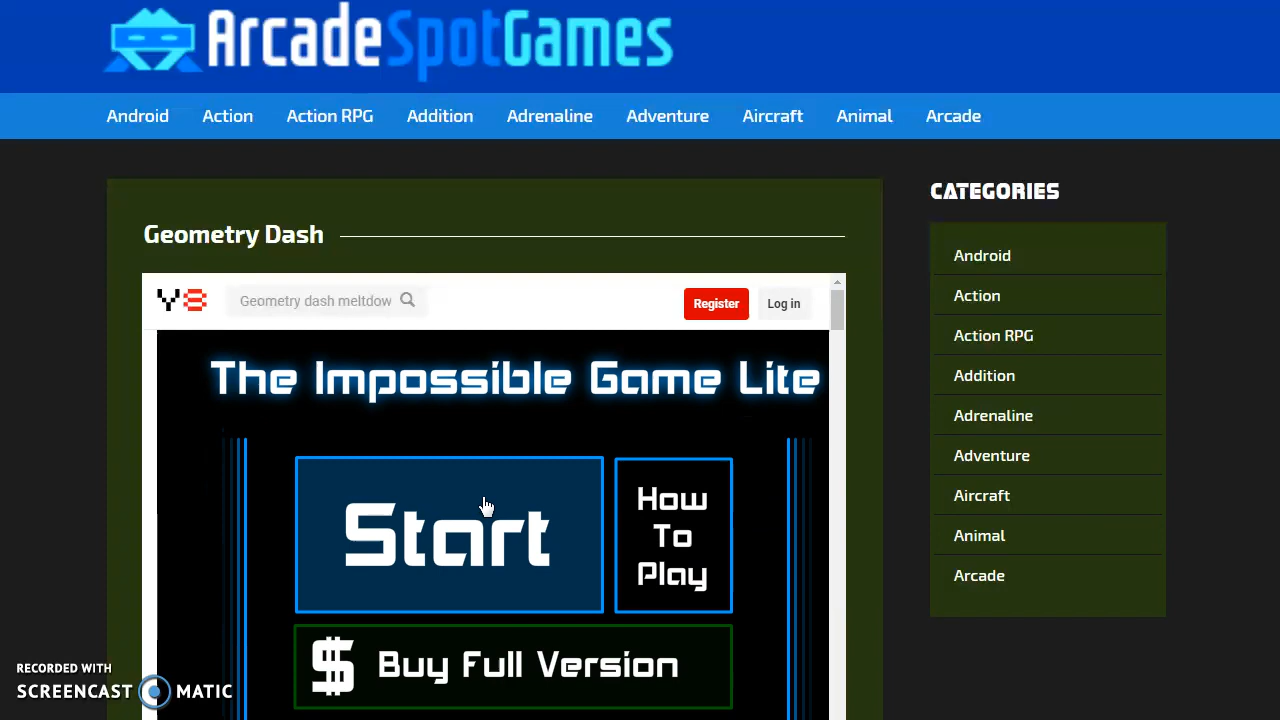 ArcadeSpotGames
Android Action Action RPG Addition Adrenaline Adventure Aircraft Animal Arcade
Geometry Dash
Y8 Geometry dash meltdow Register Log in
The Impossible Game Lite
Start
How
To
Play
$ Buy Full Version
CATEGORIES
Android
Action
Action RPG
Addition
Adrenaline
Adventure
Aircraft
Animal
Arcade
RECORDED WITH
SCREENCAST MATIC